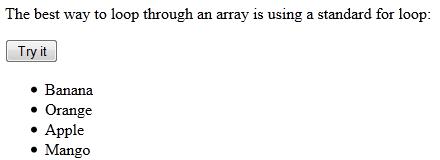 The best way to loop through an array is using a standard for loop:
Try it
Banana
Orange
Apple
Mango